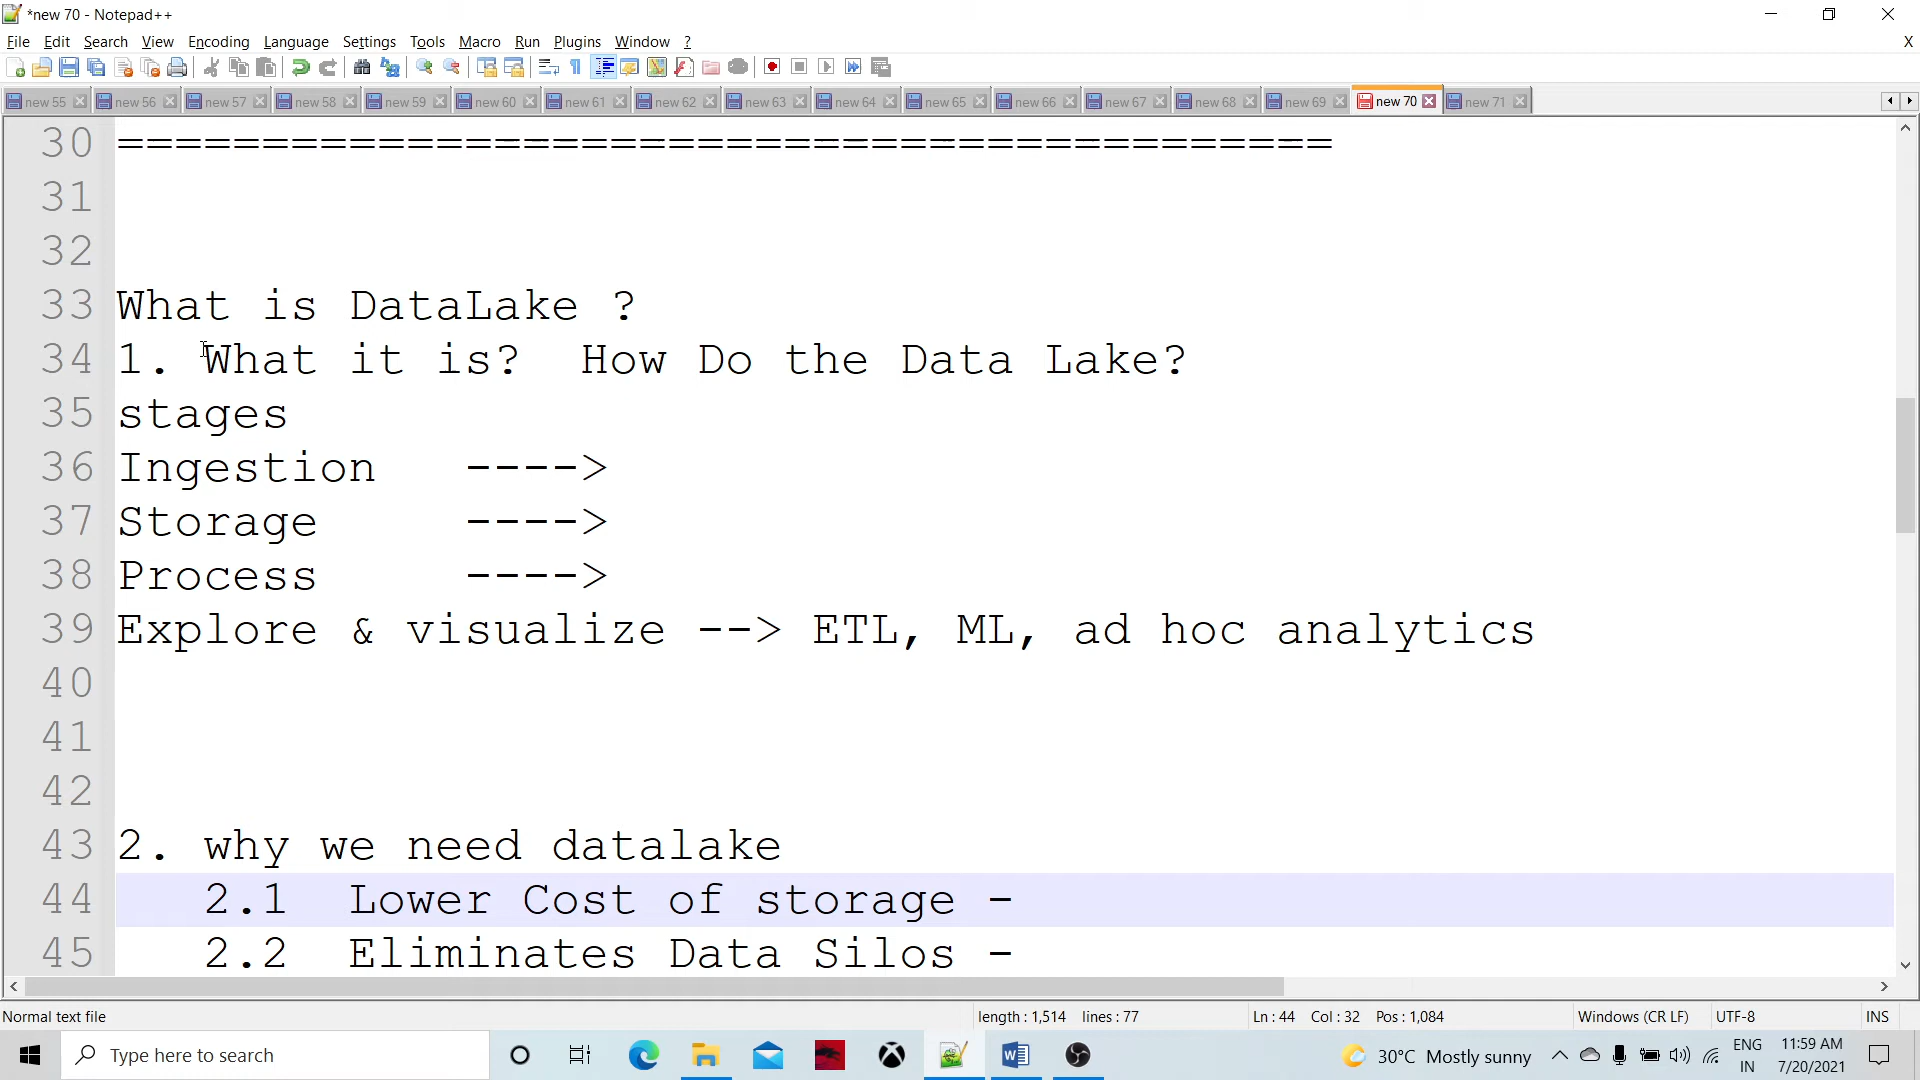 *new 70 - Notepad++
File Edit Search View Encoding Language Settings Tools Macro Run Plugins Window ? X
new 55 new 56 new 57 new 58 new 59 new 60 new 61 new 62 new 63 new 64 new 65 new 66 new 67 new 68 new 69 new 70 new 71
30 ==========================================
31
32
33 What is DataLake ?
34 1. What it is?  How Do the Data Lake?
35 stages
36 Ingestion   ---->
37 Storage     ---->
38 Process     ---->
39 Explore & visualize --> ETL, ML, ad hoc analytics
40
41
42
43 2. why we need datalake
44    2.1  Lower Cost of storage -
45    2.2  Eliminates Data Silos -
Normal text file length : 1,514 lines : 77 Ln : 44 Col : 32 Pos : 1,084 Windows (CR LF) UTF-8 INS
Type here to search 30°C Mostly sunny ENG 11:59 AM
IN 7/20/2021